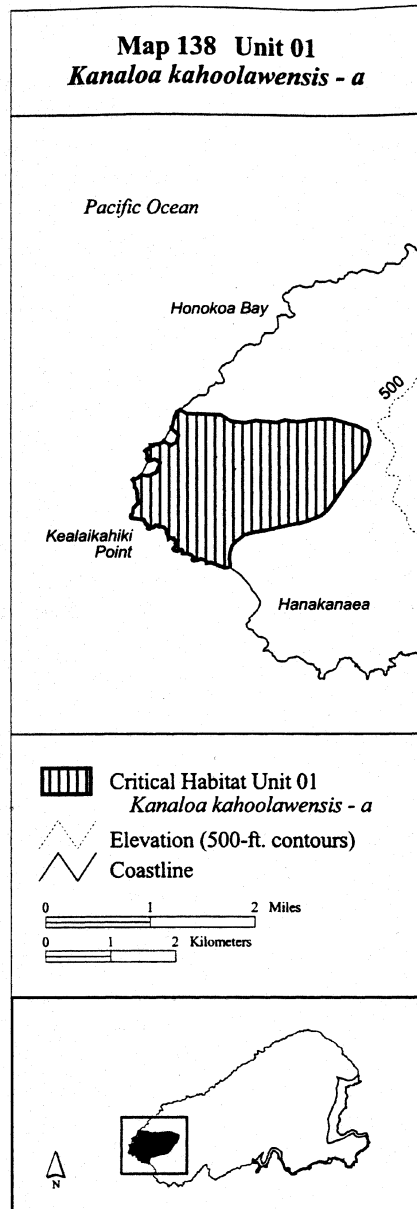 Map 138 Unit 01
Kanaloa kahoolawensis - a
Pacific Ocean
Honokoa Bay
500
Kealaikahiki
Point
Hanakanaea
Critical Habitat Unit 01
Kanaloa kahoolawensis - a
Elevation (500-ft. contours)
Coastline
0 1 2 Miles
0 1 2 Kilometers
N